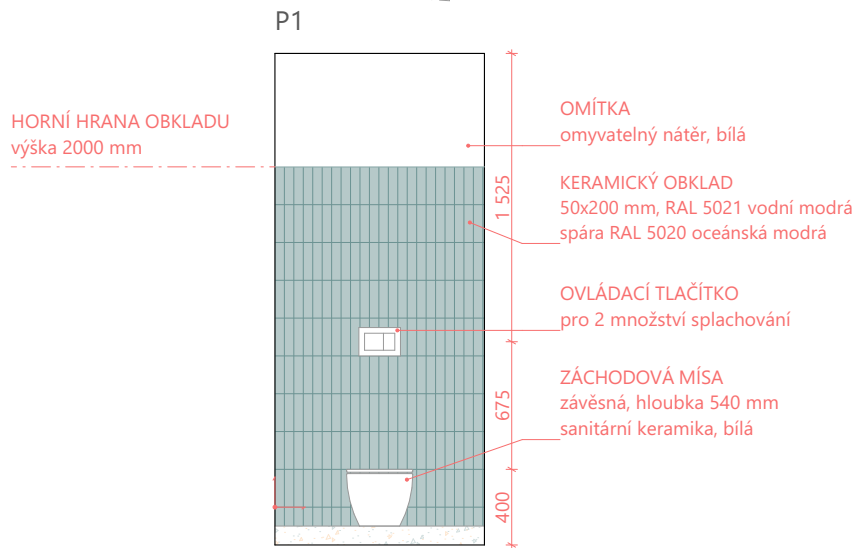 P1
HORNÍ HRANA OBKLADU
výška 2000 mm
OMÍTKA
omyvatelný nátěr, bílá
KERAMICKÝ OBKLAD
50x200 mm, RAL 5021 vodní modrá
spára RAL 5020 oceánská modrá
1 525
OVLÁDACÍ TLAČÍTKO
pro 2 množství splachování
ZÁCHODOVÁ MÍSA
závěsná, hloubka 540 mm
sanitární keramika, bílá
675
400